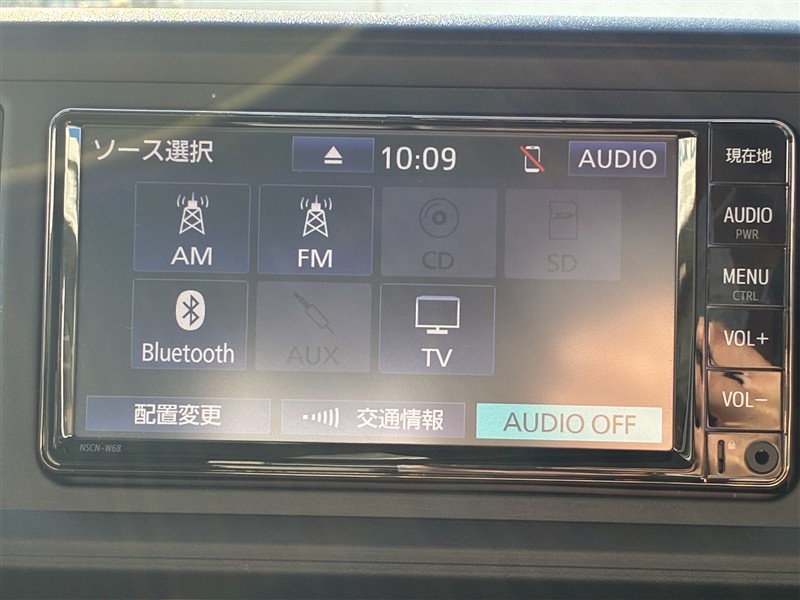 ソース選択 10:09 AUDIO
AM FM CD SD
Bluetooth AUX TV
配置変更 交通情報 AUDIO OFF
NSCN-W68
現在地
AUDIO
PWR
MENU
CTRL
VOL+
VOL-